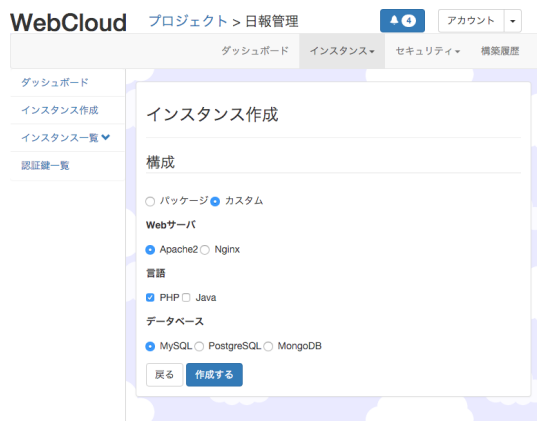 WebCloud
プロジェクト > 日報管理
4
アカウント
ダッシュボード インスタンス セキュリティ 構築履歴
ダッシュボード
インスタンス作成
インスタンス一覧
認証鍵一覧
インスタンス作成
構成
パッケージ カスタム
Webサーバ
Apache2 Nginx
言語
PHP Java
データベース
MySQL PostgreSQL MongoDB
戻る 作成する